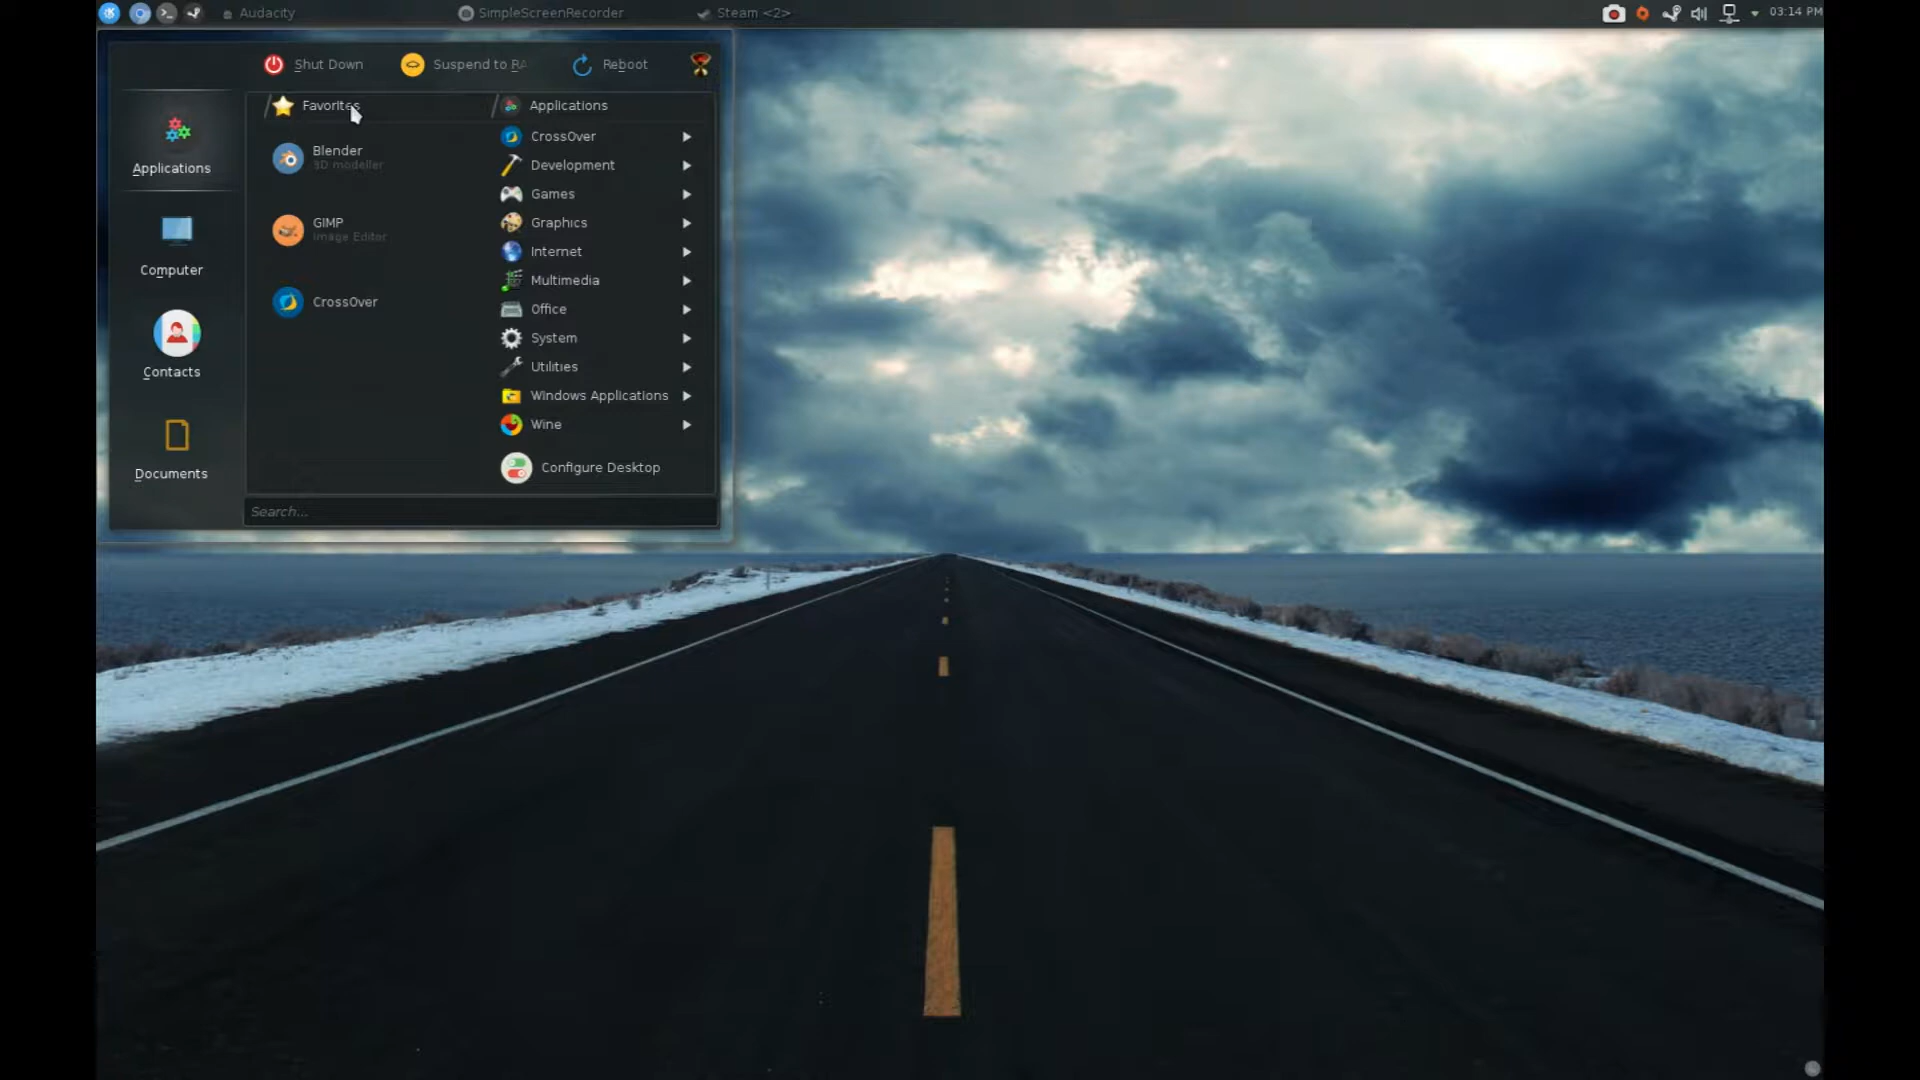 Audacity
SimpleScreenRecorder
Steam <2>
03:14 PM
Shut Down
Suspend to RA
Reboot
Favorites
Applications
Applications
Computer
Contacts
Documents
Blender
3D modeller
GIMP
Image Editor
CrossOver
CrossOver
Development
Games
Graphics
Internet
Multimedia
Office
System
Utilities
Windows Applications
Wine
Configure Desktop
Search...